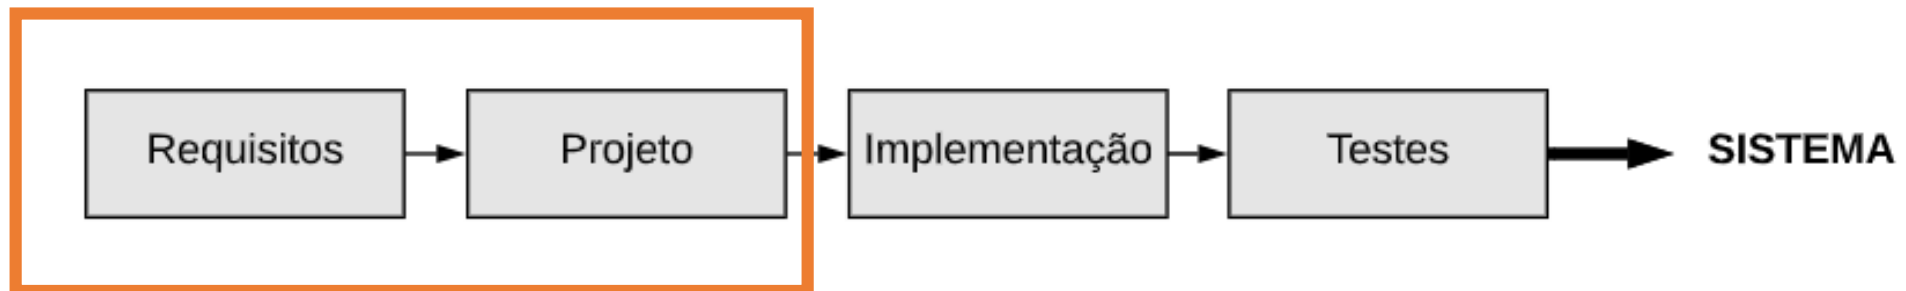 Requisitos
Projeto
Implementação
Testes
SISTEMA